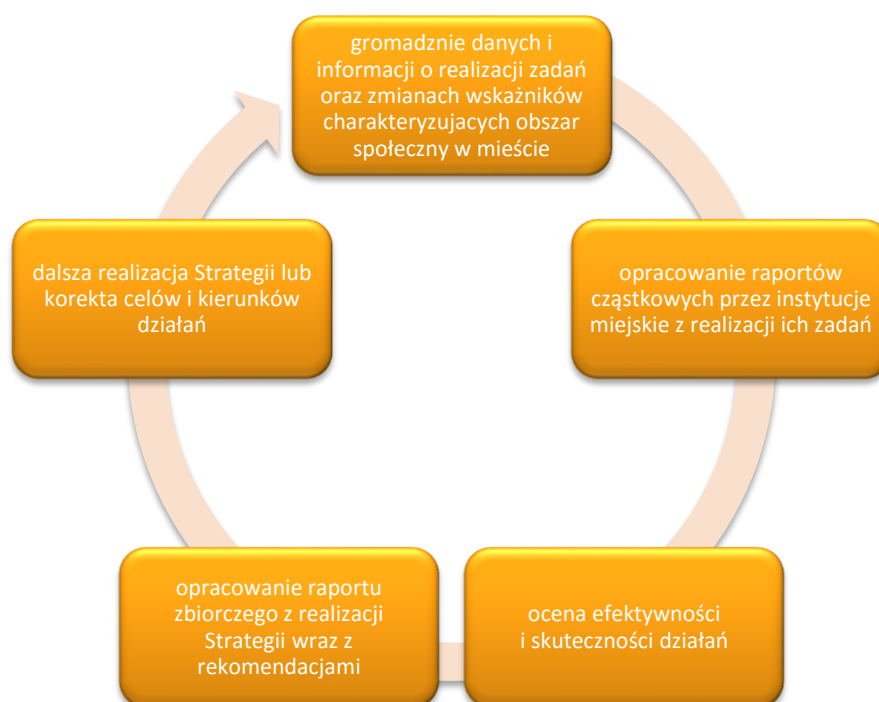 gromadznie danych i
informacji o realizacji zadań
oraz zmianach wskażników
charakteryzujacych obszar
społeczny w mieście
opracowanie raportów
cząstkowych przez instytucje
miejskie z realizacji ich zadań
ocena efektywności
i skuteczności działań
opracowanie raportu
zbiorczego z realizacji
Strategii wraz z
rekomendacjami
dalsza realizacja Strategii lub
korekta celów i kierunków
działań